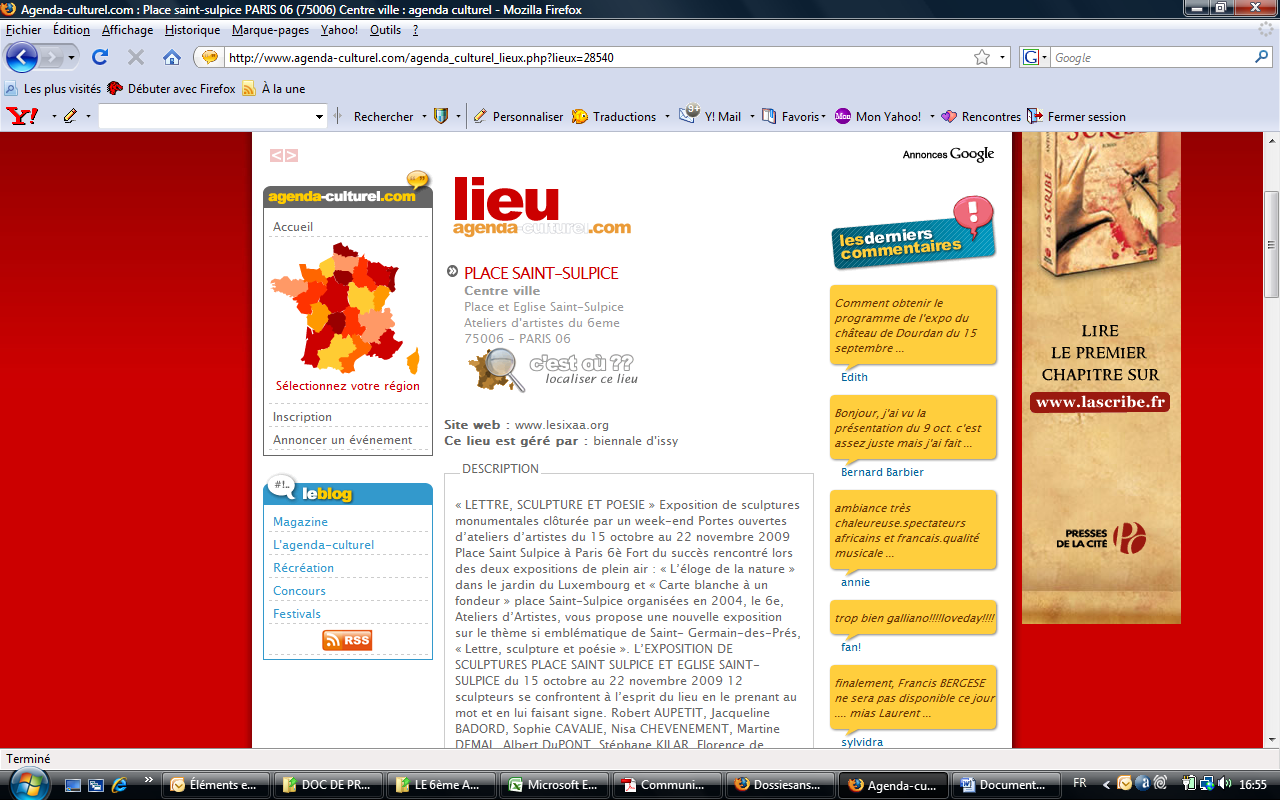 Agenda-culturel.com : Place saint-sulpice PARIS 06 (75006) Centre ville : agenda culturel - Mozilla Firefox
Fichier Édition Affichage Historique Marque-pages Yahoo! Outils ?
http://www.agenda-culturel.com/agenda_culturel_lieux.php?lieux=28540
G Google
Les plus visités Débuter avec Firefox À la une
Y! Rechercher Personnaliser Traductions 9+ Y! Mail Favoris Mon Mon Yahoo! Rencontres Fermer session
<>
agenda-culturel.com
Accueil
Sélectionnez votre région
Inscription
Annoncer un événement
#!..
leblog
Magazine
L'agenda-culturel
Récréation
Concours
Festivals
RSS
lieu
agenda-culturel.com
PLACE SAINT-SULPICE
Centre ville
Place et Eglise Saint-Sulpice
Ateliers d'artistes du 6eme
75006 - PARIS 06
c'est où ??
localiser ce lieu
Site web : www.lesixaa.org
Ce lieu est géré par : biennale d'issy
DESCRIPTION
« LETTRE, SCULPTURE ET POESIE » Exposition de sculptures
monumentales clôturée par un week-end Portes ouvertes
d'ateliers d'artistes du 15 octobre au 22 novembre 2009
Place Saint Sulpice à Paris 6è Fort du succès rencontré lors
des deux expositions de plein air : « L'éloge de la nature »
dans le jardin du Luxembourg et « Carte blanche à un
fondeur » place Saint-Sulpice organisées en 2004, le 6e,
Ateliers d'Artistes, vous propose une nouvelle exposition
sur le thème si emblématique de Saint- Germain-des-Prés,
« Lettre, sculpture et poésie ». L'EXPOSITION DE
SCULPTURES PLACE SAINT SULPICE ET EGLISE SAINT-
SULPICE du 15 octobre au 22 novembre 2009 12
sculpteurs se confrontent à l'esprit du lieu en le prenant au
mot et en lui faisant signe. Robert AUPETIT, Jacqueline
BADORD, Sophie CAVALIE, Nisa CHEVENEMENT, Martine
DEMAL, Albert DuPONT, Stéphane KILAR, Florence de
Annonces Google
!
lesderniers
commentaires
Comment obtenir le
programme de l'expo du
château de Dourdan du 15
septembre ...
Edith
Bonjour, j'ai vu la
présentation du 9 oct. c'est
assez juste mais j'ai fait ...
Bernard Barbier
ambiance très
chaleureuse.spectateurs
africains et francais.qualité
musicale ...
annie
trop bien galliano!!!!loveday!!!!
fan!
finalement, Francis BERGESE
ne sera pas disponible ce jour
.... mias Laurent ...
sylvidra
SCRIBE
ROMAN
LA SCRIBE
LIRE
LE PREMIER
CHAPITRE SUR
www.lascribe.fr
PRESSES
DE LA CITÉ
Terminé
» Éléments e... DOC DE PR... LE 6ème A... Microsoft E... Communi... Dossiesans... Agenda-cu... Document... FR 16:55